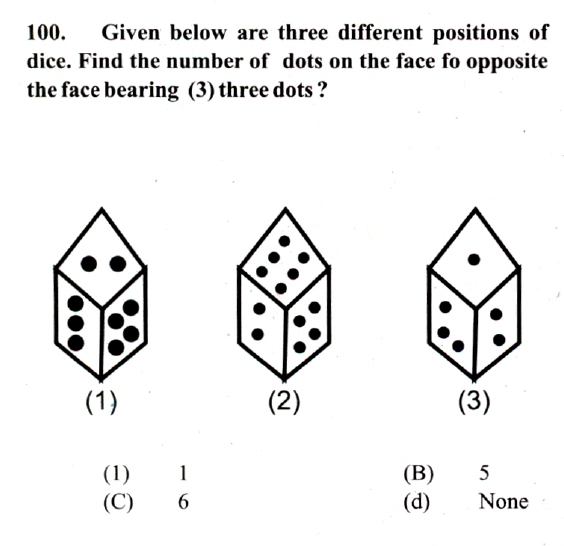 100. Given below are three different positions of
dice. Find the number of dots on the face fo opposite
the face bearing (3) three dots ?
(1) (2) (3)
(1) 1 (B) 5
(C) 6 (d) None